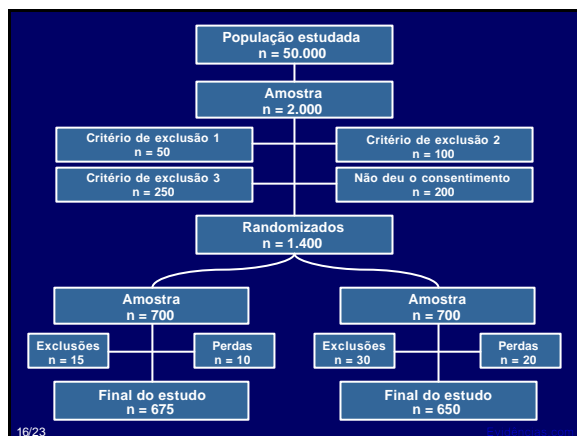 População estudada
n = 50.000
Amostra
n = 2.000
Critério de exclusão 1
n = 50
Critério de exclusão 2
n = 100
Critério de exclusão 3
n = 250
Não deu o consentimento
n = 200
Randomizados
n = 1.400
Amostra
n = 700
Amostra
n = 700
Exclusões
n = 15
Perdas
n = 10
Exclusões
n = 30
Perdas
n = 20
Final do estudo
n = 675
Final do estudo
n = 650
16/23